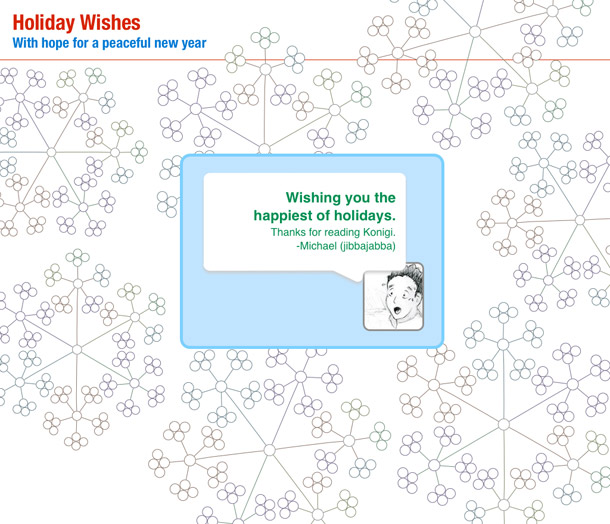 Holiday Wishes
With hope for a peaceful new year
Wishing you the
happiest of holidays.
Thanks for reading Konigi.
-Michael (jibbajabba)